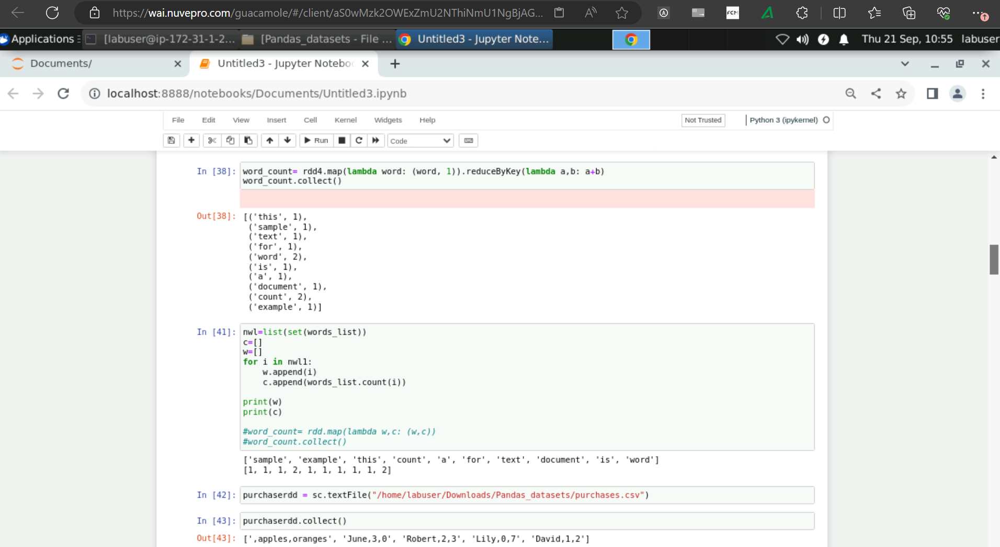 https://wai.nuvepro.com/guacamole/#/client/aS0wMzk2OWExZmU2NThiNmU1NgBjAG...
FCM
Applications [labuser@ip-172-31-1-2... [Pandas_datasets - File ... Untitled3 - Jupyter Note... Thu 21 Sep, 10:55 labuser
Documents/ Untitled3 - Jupyter Notebo
localhost:8888/notebooks/Documents/Untitled3.ipynb
File Edit View Insert Cell Kernel Widgets Help Not Trusted Python 3 (ipykernel)
Run Code
In [38]: word_count= rdd4.map(lambda word: (word, 1)).reduceByKey(lambda a,b: a+b)
word_count.collect()
Out[38]: [('this', 1),
('sample', 1),
('text', 1),
('for', 1),
('word', 2),
('is', 1),
('a', 1),
('document', 1),
('count', 2),
('example', 1)]
In [41]: nwl=list(set(words_list))
c=[]
w=[]
for i in nwl1:
    w.append(i)
    c.append(words_list.count(i))
print(w)
print(c)
#word_count= rdd.map(lambda w,c: (w,c))
#word_count.collect()
['sample', 'example', 'this', 'count', 'a', 'for', 'text', 'document', 'is', 'word']
[1, 1, 1, 2, 1, 1, 1, 1, 1, 2]
In [42]: purchaserdd = sc.textFile("/home/labuser/Downloads/Pandas_datasets/purchases.csv")
In [43]: purchaserdd.collect()
Out[43]: [',apples,oranges', 'June,3,0', 'Robert,2,3', 'Lily,0,7', 'David,1,2']